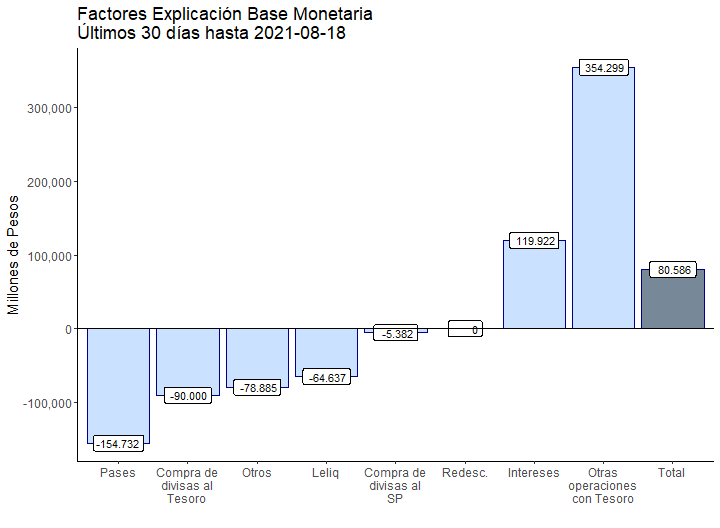 Factores Explicación Base Monetaria
Últimos 30 días hasta 2021-08-18
Millones de Pesos
300,000
200,000
100,000
0
-100,000
-154.732
-90.000
-78.885
-64.637
-5.382
0
119.922
354.299
80.586
Pases
Compra de
divisas al
Tesoro
Otros
Leliq
Compra de
divisas al
SP
Redesc.
Intereses
Otras
operaciones
con Tesoro
Total